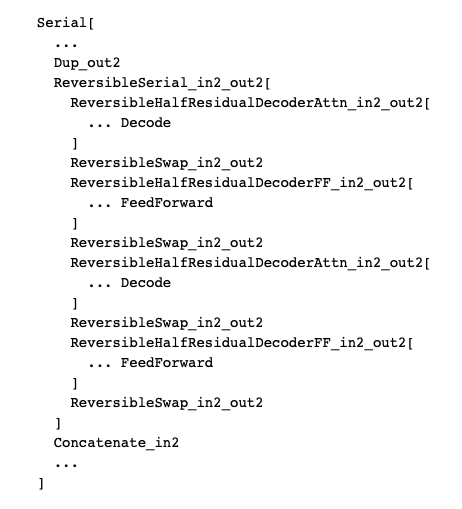 Serial[
  ...
  Dup_out2
  ReversibleSerial_in2_out2[
    ReversibleHalfResidualDecoderAttn_in2_out2[
      ... Decode
    ]
    ReversibleSwap_in2_out2
    ReversibleHalfResidualDecoderFF_in2_out2[
      ... FeedForward
    ]
    ReversibleSwap_in2_out2
    ReversibleHalfResidualDecoderAttn_in2_out2[
      ... Decode
    ]
    ReversibleSwap_in2_out2
    ReversibleHalfResidualDecoderFF_in2_out2[
      ... FeedForward
    ]
    ReversibleSwap_in2_out2
  ]
  Concatenate_in2
  ...
]